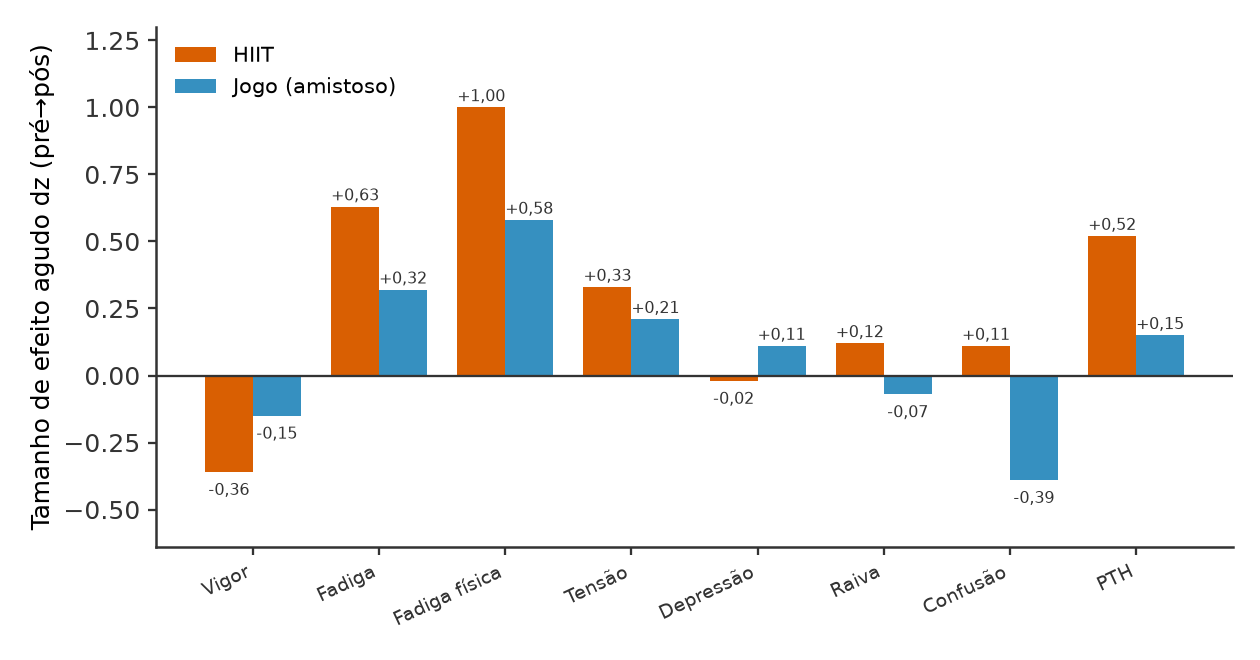 Tamanho de efeito agudo dz (pré→pós)
1.25
1.00
0.75
0.50
0.25
0.00
−0.25
−0.50
HIIT
Jogo (amistoso)
-0,36
-0,15
+0,63
+0,32
+1,00
+0,58
+0,33
+0,21
-0,02
+0,11
+0,12
-0,07
+0,11
-0,39
+0,52
+0,15
Vigor
Fadiga
Fadiga física
Tensão
Depressão
Raiva
Confusão
PTH